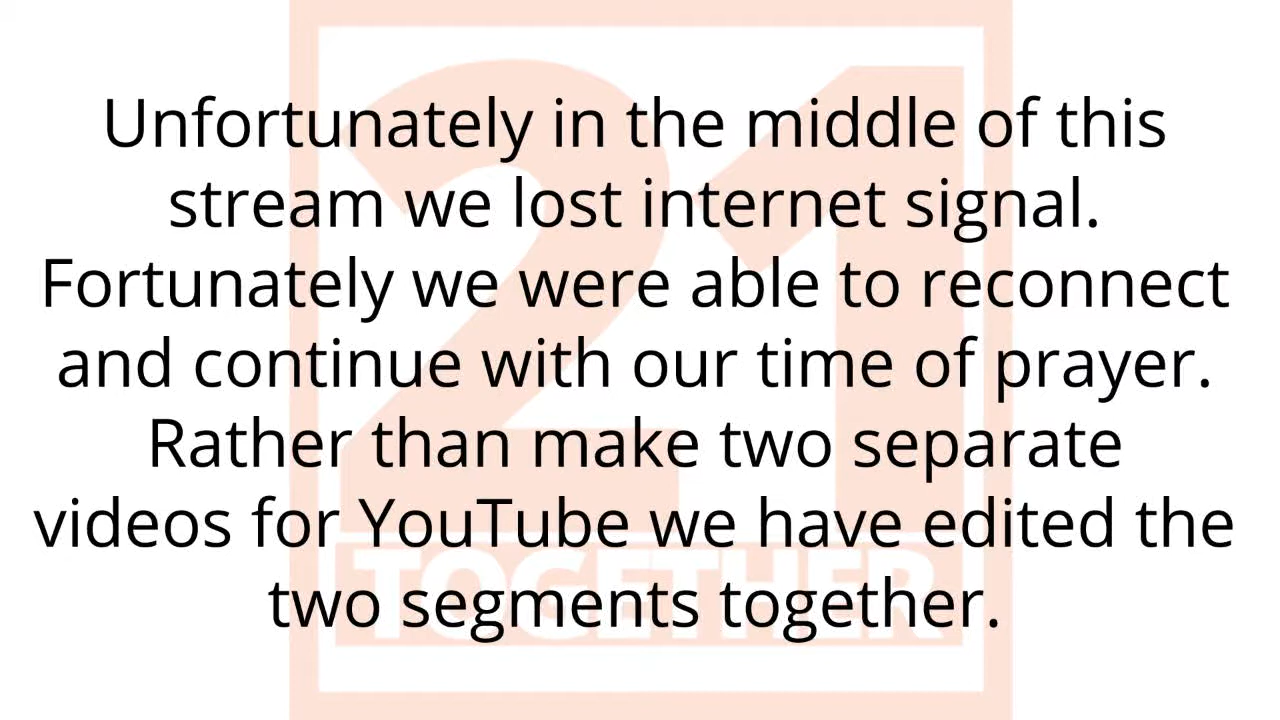 Unfortunately in the middle of this
stream we lost internet signal.
Fortunately we were able to reconnect
and continue with our time of prayer.
Rather than make two separate
videos for YouTube we have edited the
two segments together.
21
TOGETHER